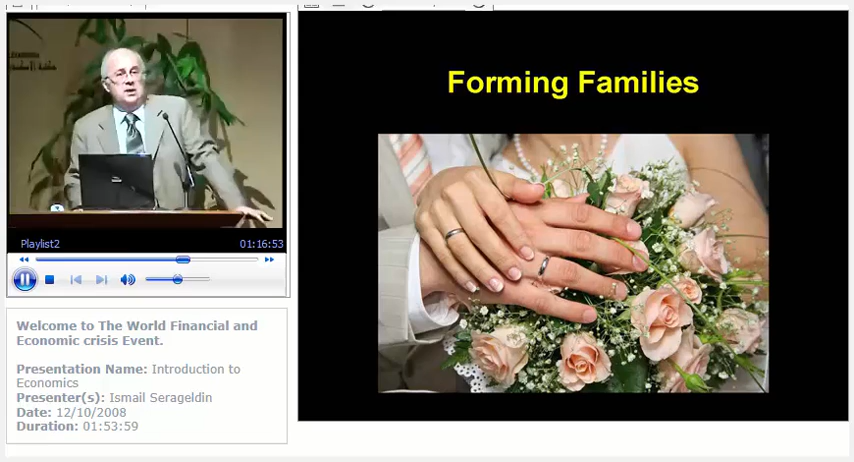 Forming Families
Playlist2
01:16:53
Welcome to The World Financial and
Economic crisis Event.
Presentation Name: Introduction to
Economics
Presenter(s): Ismail Serageldin
Date: 12/10/2008
Duration: 01:53:59